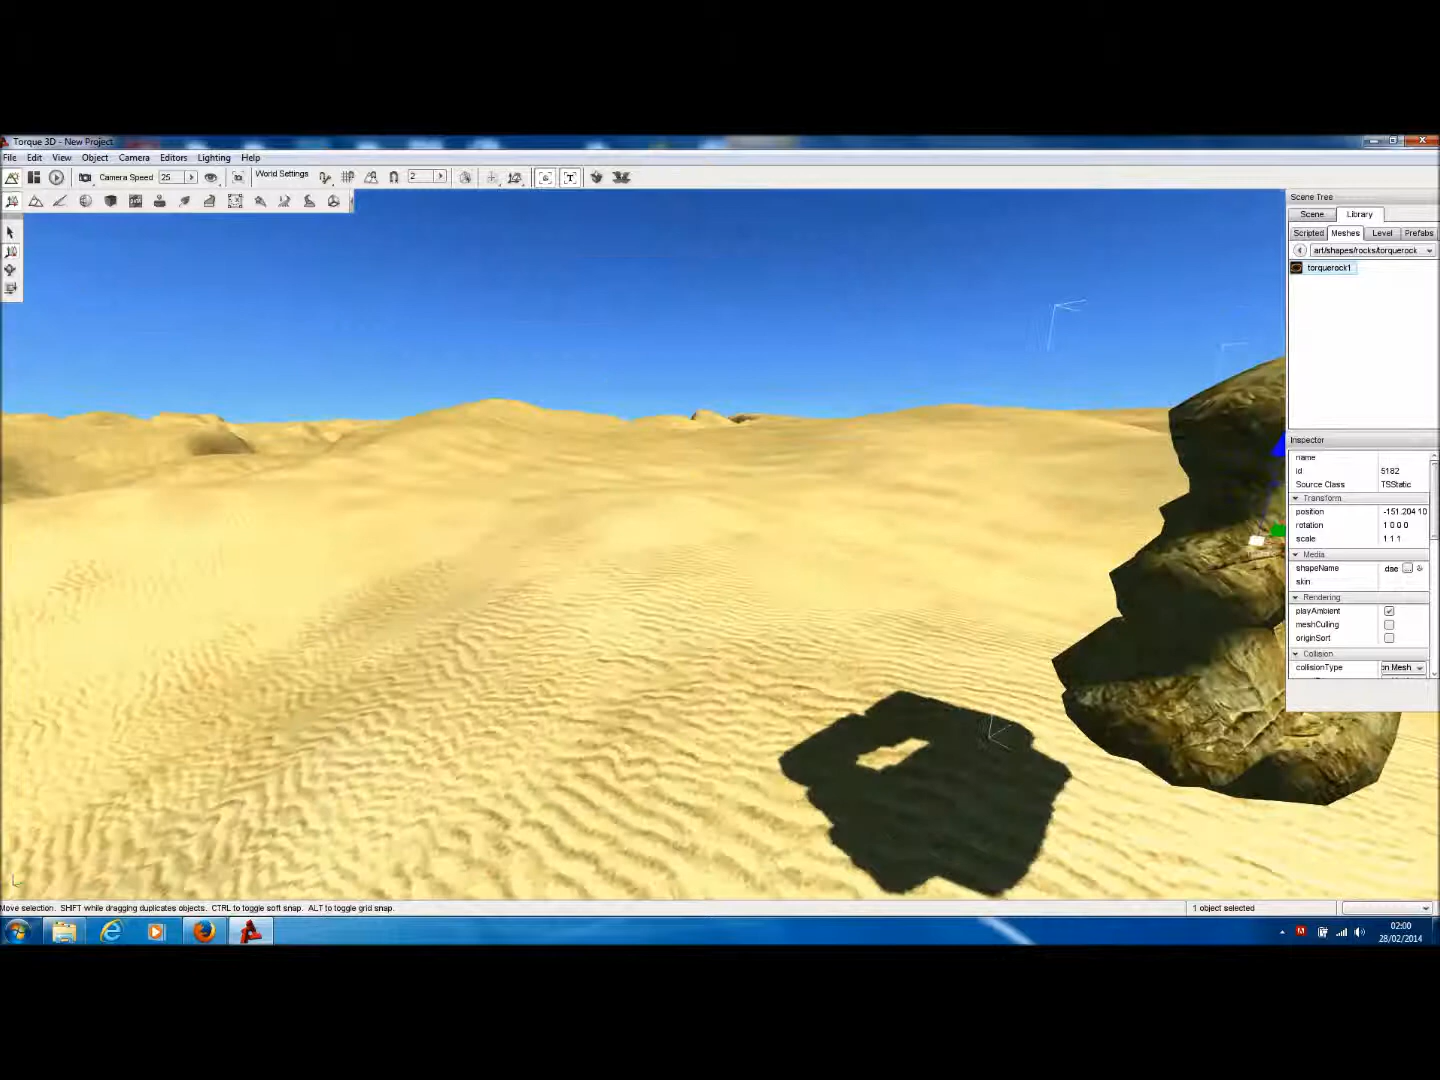 Torque 3D - New Project
File Edit View Object Camera Editors Lighting Help
Camera Speed 25 World Settings 2
Scene Tree
Scene Library
Scripted Meshes Level Prefabs
art/shapes/rocks/torquerock
torquerock1
Inspector
name
id 5182
Source Class TSStatic
Transform
position -151.204 10
rotation 1 0 0 0
scale 1 1 1
Media
shapeName dae ...
skin
Rendering
playAmbient
meshCulling
originSort
Collision
collisionType on Mesh
Move selection. SHIFT while dragging duplicates objects. CTRL to toggle soft snap. ALT to toggle grid snap.
1 object selected
02:00
28/02/2014